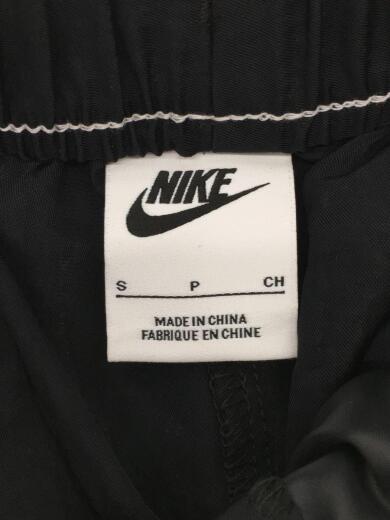 NIKE
S P CH
MADE IN CHINA
FABRIQUE EN CHINE